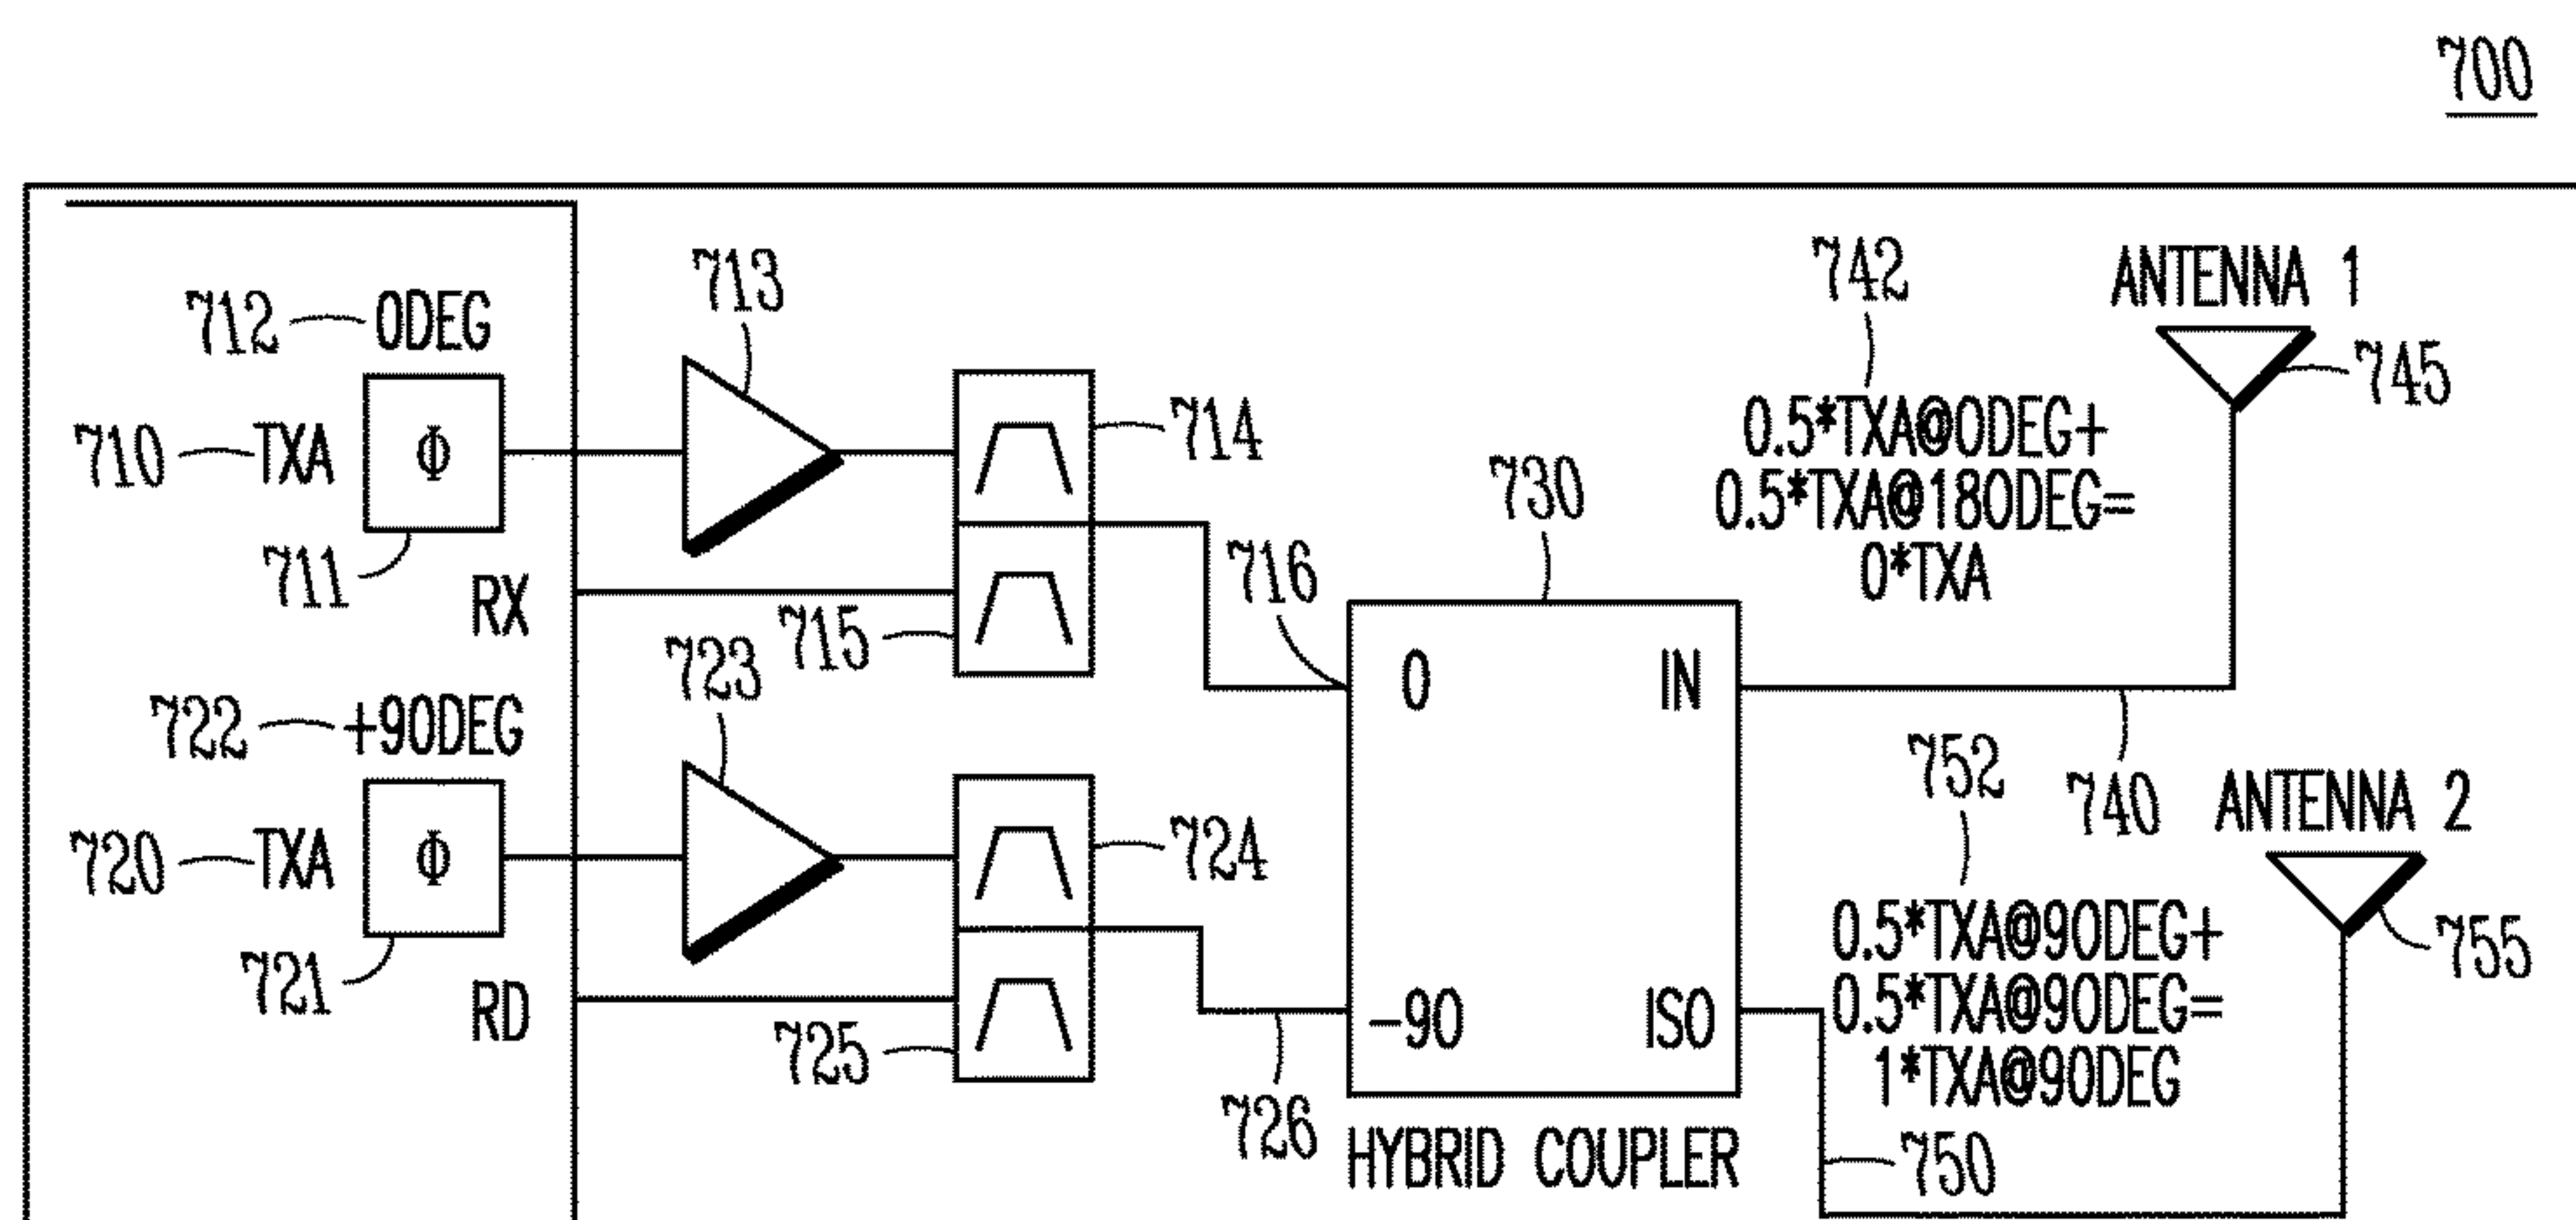 700
712 0DEG
710 TXA Φ
711
RX
713
714
715
716
722 +90DEG
720 TXA Φ
721
RD
723
724
725
726
730
0 IN
-90 ISO
HYBRID COUPLER
742
0.5*TXA@0DEG+
0.5*TXA@180DEG=
0*TXA
ANTENNA 1
745
740
752
0.5*TXA@90DEG+
0.5*TXA@90DEG=
1*TXA@90DEG
750
ANTENNA 2
755